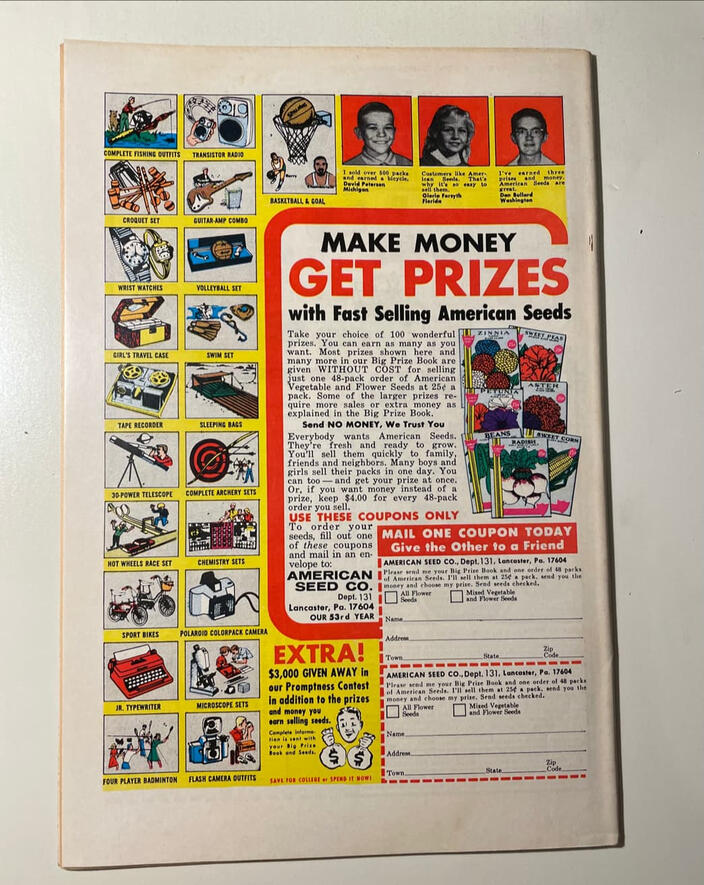 COMPLETE FISHING OUTFITS
TRANSISTOR RADIO
SPALDING
BASKETBALL & GOAL
I sold over 500 packs
and earned a bicycle.
David Peterson
Michigan
Customers like Amer-
ican Seeds. That's
why it's so easy to
sell them.
Gloria Forsyth
Florida
I've earned three
prizes and money.
American Seeds are
great.
Dan Bullard
Washington
CROQUET SET
GUITAR-AMP COMBO
WRIST WATCHES
VOLLEYBALL SET
GIRL'S TRAVEL CASE
SWIM SET
TAPE RECORDER
SLEEPING BAGS
30-POWER TELESCOPE
COMPLETE ARCHERY SETS
HOT WHEELS RACE SET
CHEMISTRY SETS
SPORT BIKES
POLAROID COLORPACK CAMERA
JR. TYPEWRITER
MICROSCOPE SETS
FOUR PLAYER BADMINTON
FLASH CAMERA OUTFITS
MAKE MONEY
GET PRIZES
with Fast Selling American Seeds
Take your choice of 100 wonderful
prizes. You can earn as many as you
want. Most prizes shown here and
many more in our Big Prize Book are
given WITHOUT COST for selling
just one 48-pack order of American
Vegetable and Flower Seeds at 25¢ a
pack. Some of the larger prizes re-
quire more sales or extra money as
explained in the Big Prize Book.
Send NO MONEY, We Trust You
Everybody wants American Seeds.
They're fresh and ready to grow.
You'll sell them quickly to family,
friends and neighbors. Many boys and
girls sell their packs in one day. You
can too — and get your prize at once.
Or, if you want money instead of a
prize, keep $4.00 for every 48-pack
order you sell.
ZINNIA
SWEET PEAS
PETUNIA
ASTER
BEANS
RADISH
SWEET CORN
USE THESE COUPONS ONLY
To order your
seeds, fill out one
of these coupons
and mail in an en-
velope to:
AMERICAN
SEED CO.
Dept. 131
Lancaster, Pa. 17604
OUR 53rd YEAR
MAIL ONE COUPON TODAY
Give the Other to a Friend
AMERICAN SEED CO., Dept. 131, Lancaster, Pa. 17604
Please send me your Big Prize Book and one order of 48 packs
of American Seeds. I'll sell them at 25¢ a pack, send you the
money and choose my prize. Send seeds checked.
All Flower
Seeds
Mixed Vegetable
and Flower Seeds
Name
Address
Town State Zip Code
AMERICAN SEED CO., Dept. 131, Lancaster, Pa. 17604
Please send me your Big Prize Book and one order of 48 packs
of American Seeds. I'll sell them at 25¢ a pack, send you the
money and choose my prize. Send seeds checked.
All Flower
Seeds
Mixed Vegetable
and Flower Seeds
Name
Address
Town State Zip Code
EXTRA!
$3,000 GIVEN AWAY in
our Promptness Contest
in addition to the prizes
and money you
earn selling seeds.
Complete informa-
tion is sent with
your Big Prize
Book and Seeds.
$ $
SAVE FOR COLLEGE or SPEND IT NOW!